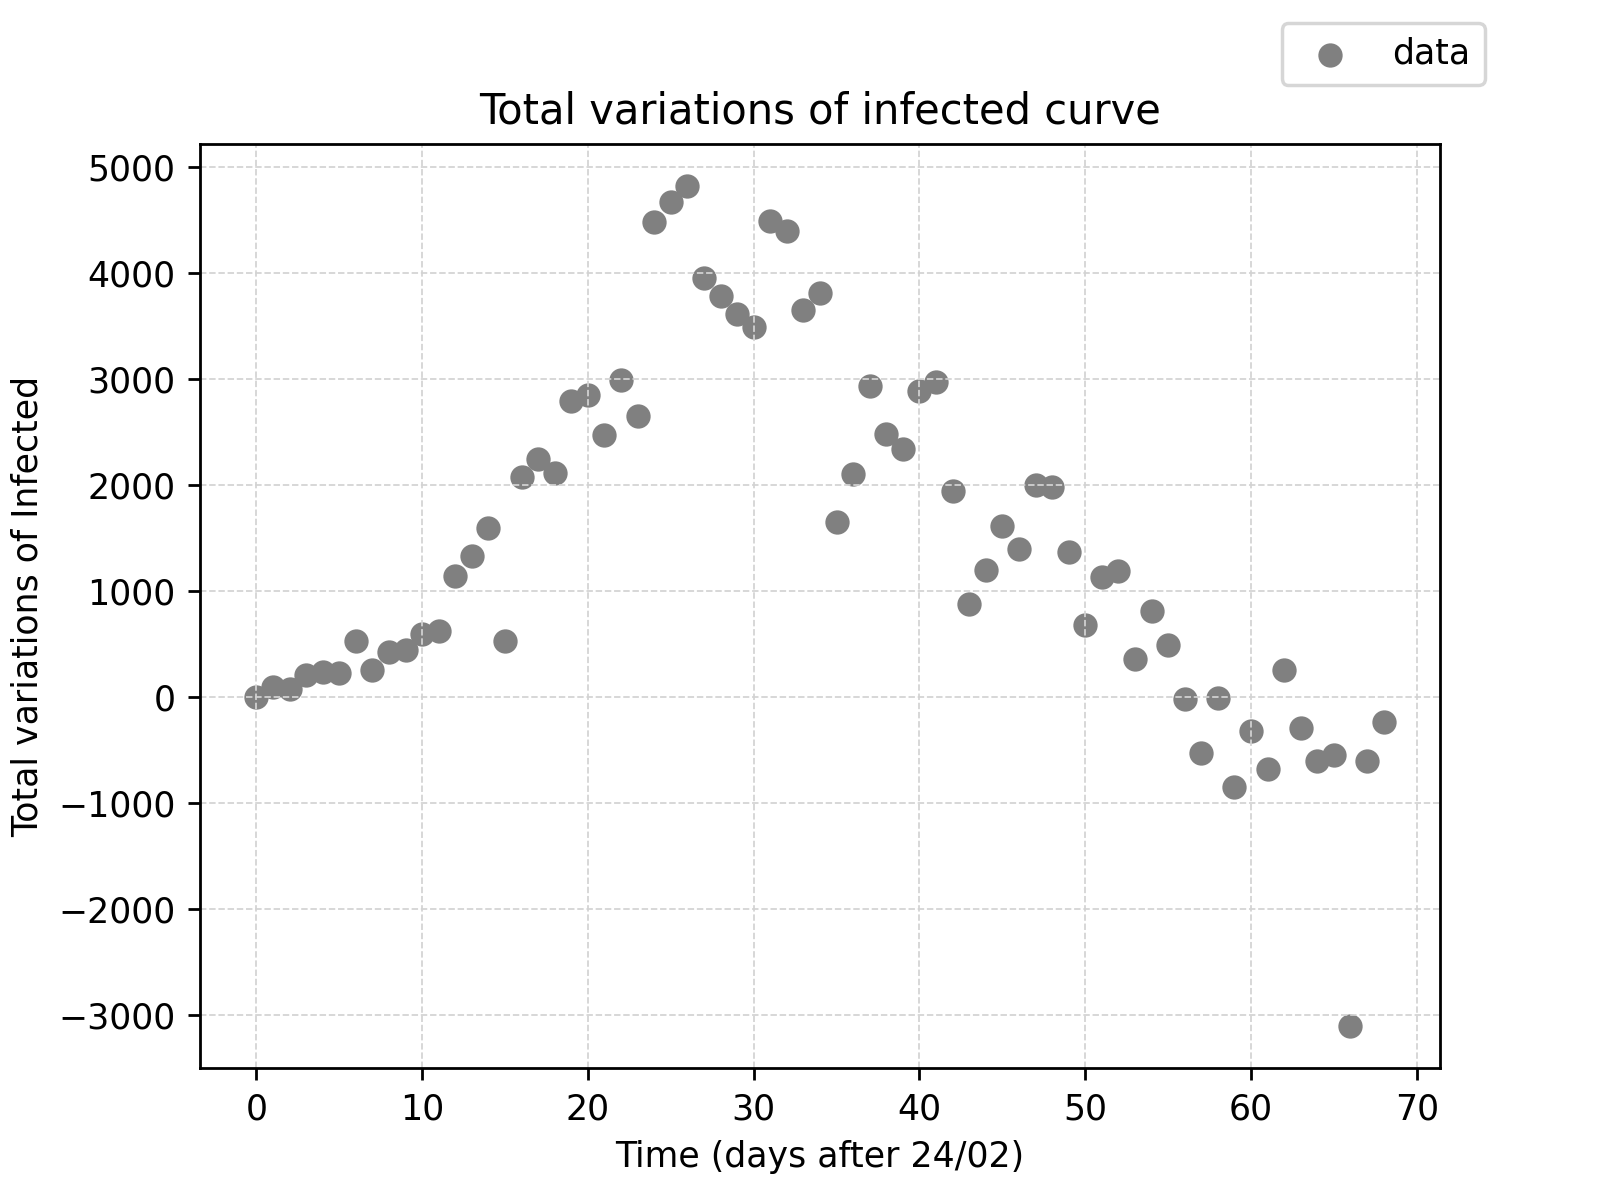 data
Total variations of infected curve
Total variations of Infected
5000
4000
3000
2000
1000
0
−1000
−2000
−3000
0 10 20 30 40 50 60 70
Time (days after 24/02)